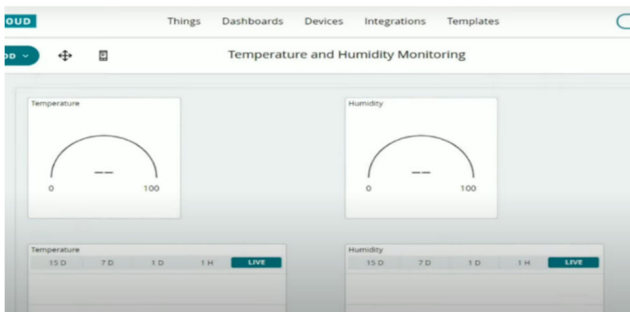 OUD
Things Dashboards Devices Integrations Templates
DD
Temperature and Humidity Monitoring
Temperature
--
0 100
Humidity
--
0 100
Temperature
15 D 7 D 1 D 1 H LIVE
Humidity
15 D 7 D 1 D 1 H LIVE